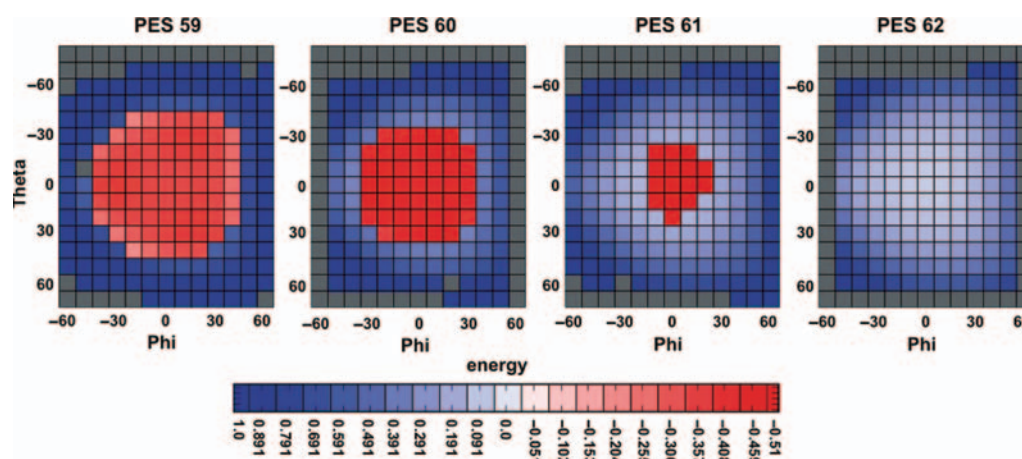 PES 59 PES 60 PES 61 PES 62
Theta
−60 −60 −60 −60
−30 −30 −30 −30
0 0 0 0
30 30 30 30
60 60 60 60
−60 −30 0 30 60 −60 −30 0 30 60 −60 −30 0 30 60 −60 −30 0 30
Phi Phi Phi Phi
energy
1.0 0.891 0.791 0.691 0.591 0.491 0.391 0.291 0.191 0.091 0.0 -0.51